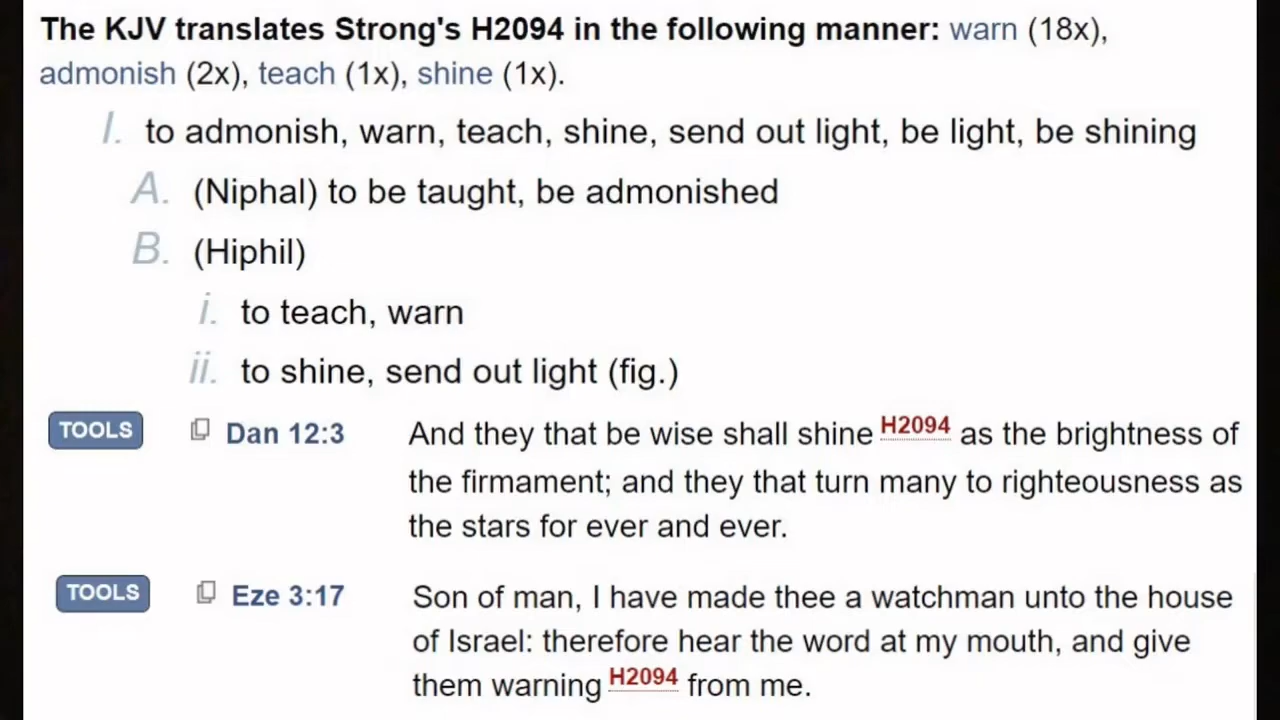 The KJV translates Strong's H2094 in the following manner: warn (18x),
admonish (2x), teach (1x), shine (1x).
I. to admonish, warn, teach, shine, send out light, be light, be shining
A. (Niphal) to be taught, be admonished
B. (Hiphil)
i. to teach, warn
ii. to shine, send out light (fig.)
TOOLS Dan 12:3 And they that be wise shall shine H2094 as the brightness of
the firmament; and they that turn many to righteousness as
the stars for ever and ever.
TOOLS Eze 3:17 Son of man, I have made thee a watchman unto the house
of Israel: therefore hear the word at my mouth, and give
them warning H2094 from me.